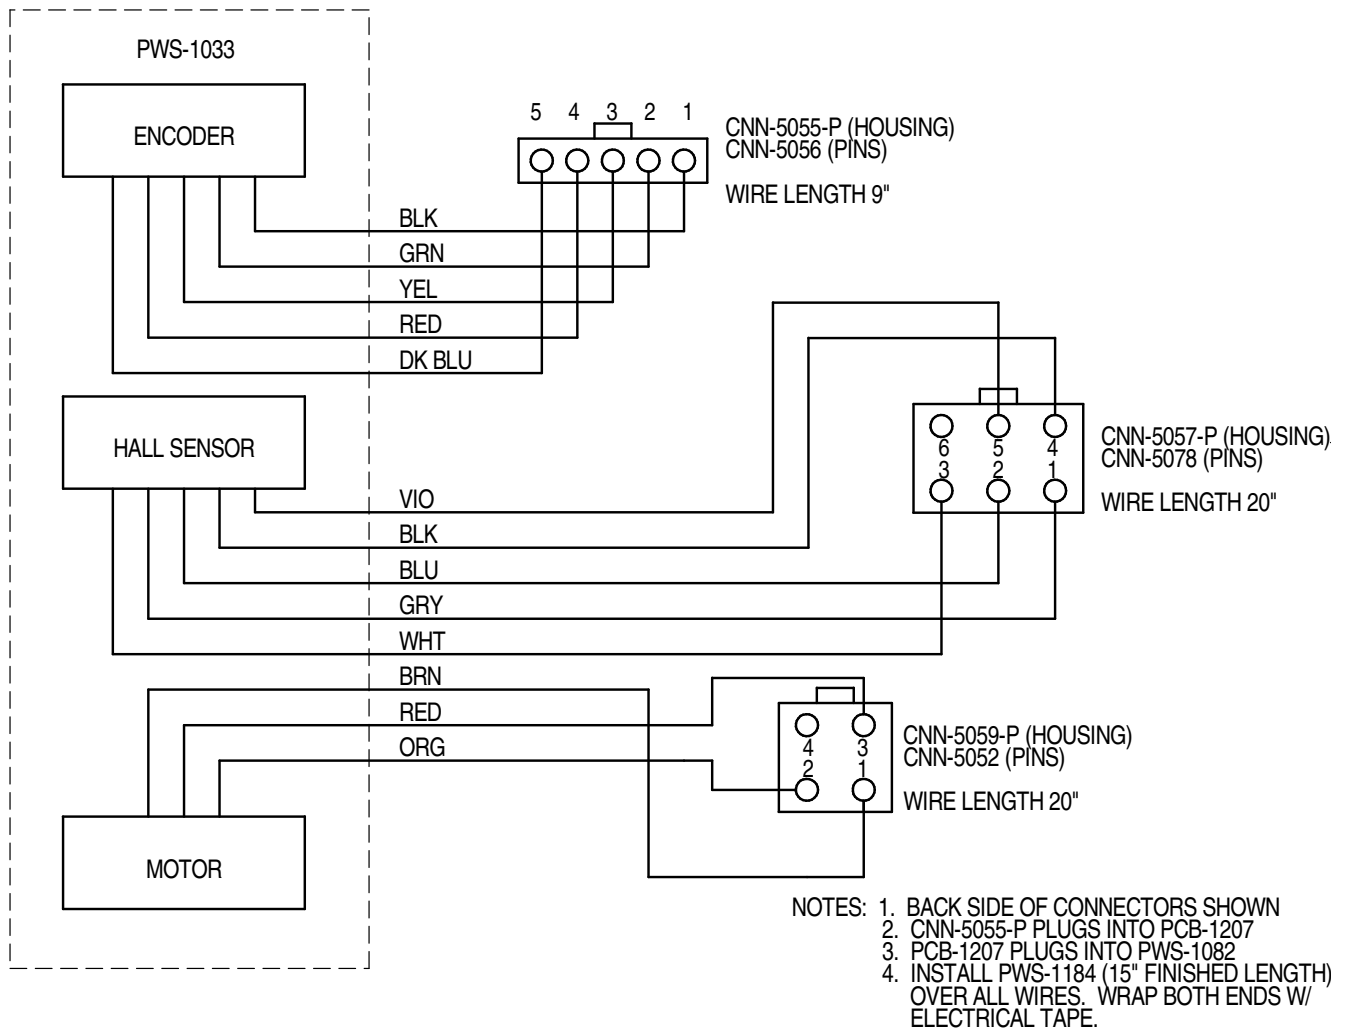 PWS-1033
ENCODER
5 4 3 2 1
CNN-5055-P (HOUSING)
CNN-5056 (PINS)
WIRE LENGTH 9"
BLK
GRN
YEL
RED
DK BLU
HALL SENSOR
6 5 4
3 2 1
CNN-5057-P (HOUSING)
CNN-5078 (PINS)
WIRE LENGTH 20"
VIO
BLK
BLU
GRY
WHT
BRN
RED
ORG
4 3
2 1
CNN-5059-P (HOUSING)
CNN-5052 (PINS)
WIRE LENGTH 20"
MOTOR
NOTES: 1. BACK SIDE OF CONNECTORS SHOWN
2. CNN-5055-P PLUGS INTO PCB-1207
3. PCB-1207 PLUGS INTO PWS-1082
4. INSTALL PWS-1184 (15" FINISHED LENGTH)
OVER ALL WIRES. WRAP BOTH ENDS W/
ELECTRICAL TAPE.